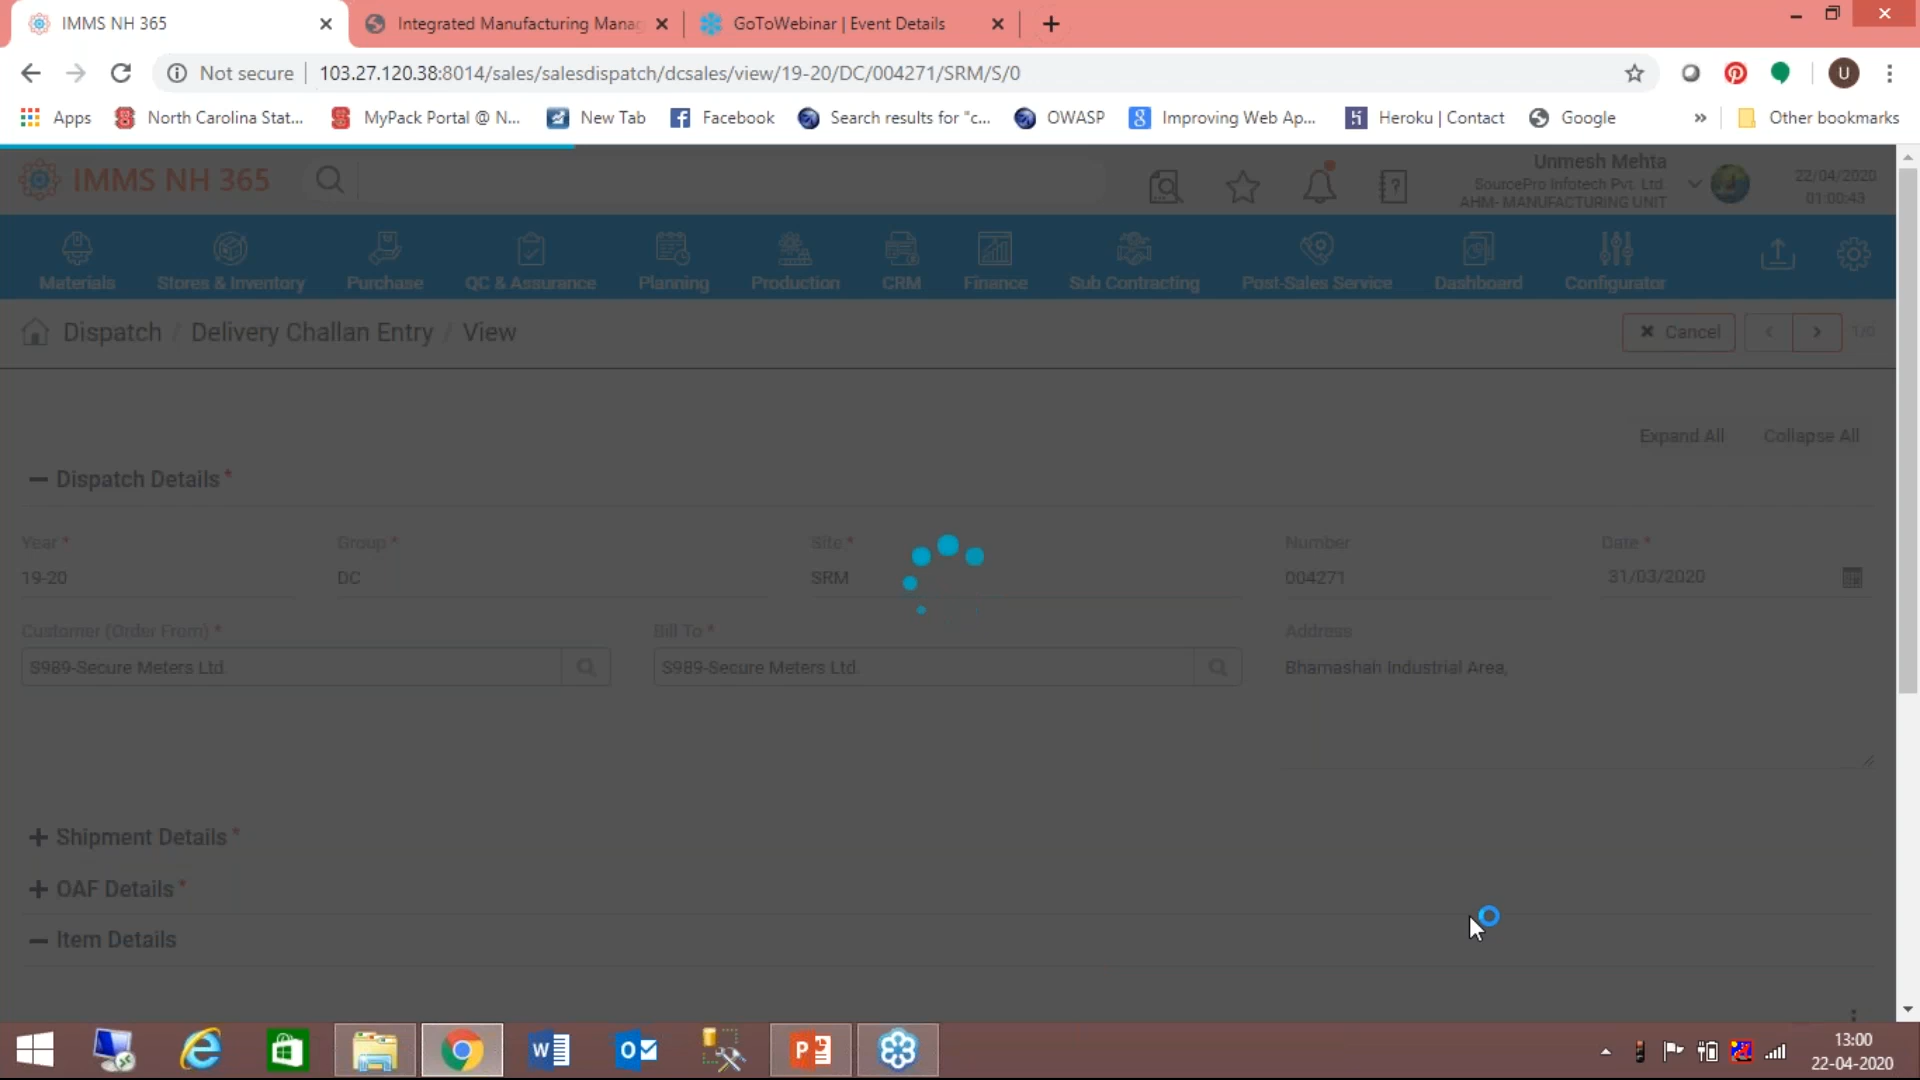 IMMS NH 365
Integrated Manufacturing Manag
GoToWebinar | Event Details
Not secure
103.27.120.38:8014/sales/salesdispatch/dcsales/view/19-20/DC/004271/SRM/S/0
U
Apps
North Carolina Stat...
MyPack Portal @ N...
New Tab
Facebook
Search results for "c...
OWASP
Improving Web Ap...
Heroku | Contact
Google
»
Other bookmarks
IMMS NH 365
Unmesh Mehta
SourcePro Infotech Pvt. Ltd.
AHM- MANUFACTURING UNIT
22/04/2020
01:00:43
Materials
Stores & Inventory
Purchase
QC & Assurance
Planning
Production
CRM
Finance
Sub Contracting
Post-Sales Service
Dashboard
Configurator
Dispatch / Delivery Challan Entry / View
Cancel
1/0
Expand All
Collapse All
Dispatch Details *
Year *
Group *
Site *
Number
Date *
19-20
DC
SRM
004271
31/03/2020
Customer (Order From) *
Bill To *
Address
S989-Secure Meters Ltd.
S989-Secure Meters Ltd.
Bhamashah Industrial Area,
Shipment Details *
OAF Details *
Item Details
13:00
22-04-2020